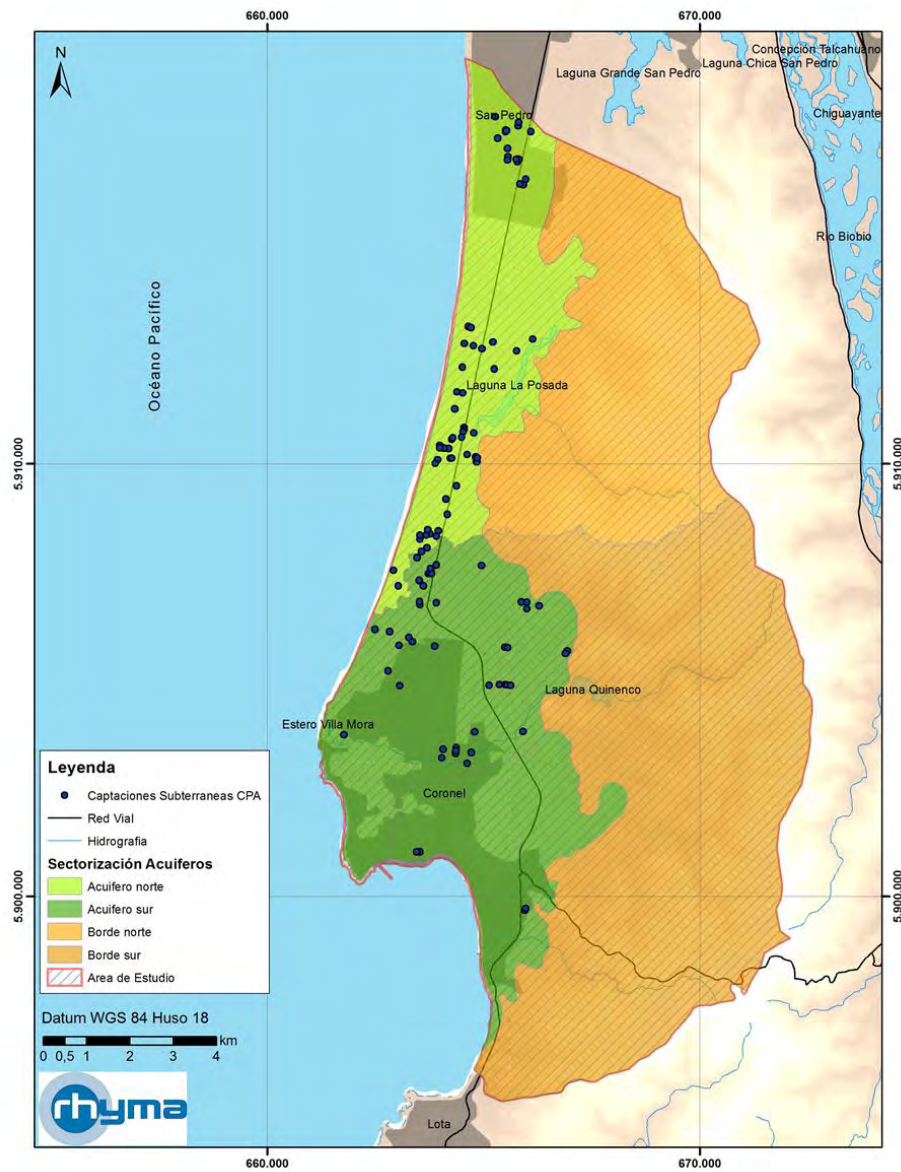 660.000
670.000
N
Concepción Talcahuano
Laguna Chica San Pedro
Laguna Grande San Pedro
Chiguayante
San Pedro
Rio Biobio
Océano Pacífico
Laguna La Posada
5.910.000
5.910.000
Laguna Quinenco
Estero Villa Mora
Coronel
Leyenda
Captaciones Subterraneas CPA
Red Vial
Hidrografia
Sectorización Acuiferos
Acuifero norte
Acuifero sur
Borde norte
Borde sur
Area de Estudio
5.900.000
5.900.000
Datum WGS 84 Huso 18
km
0 0,5 1 2 3 4
rhyma
Lota
660.000
670.000